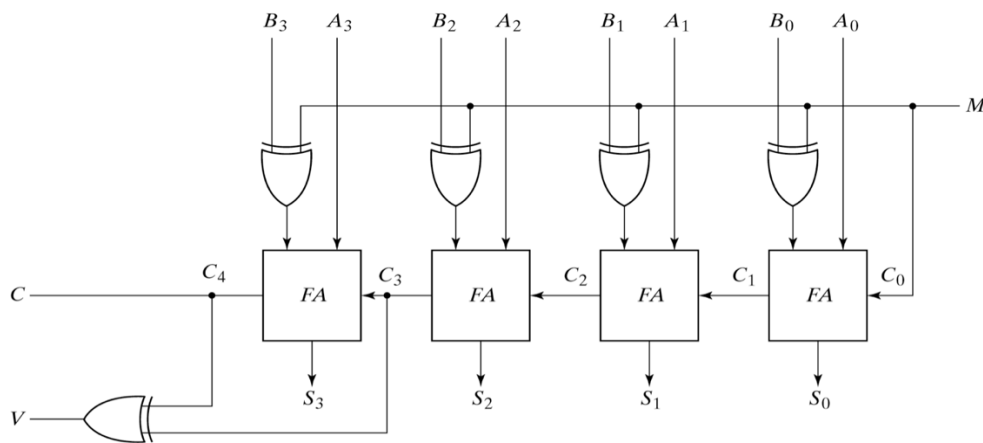 B₃ A₃ B₂ A₂ B₁ A₁ B₀ A₀
M
C₄ C₃ C₂ C₁ C₀
C FA FA FA FA
S₃ S₂ S₁ S₀
V